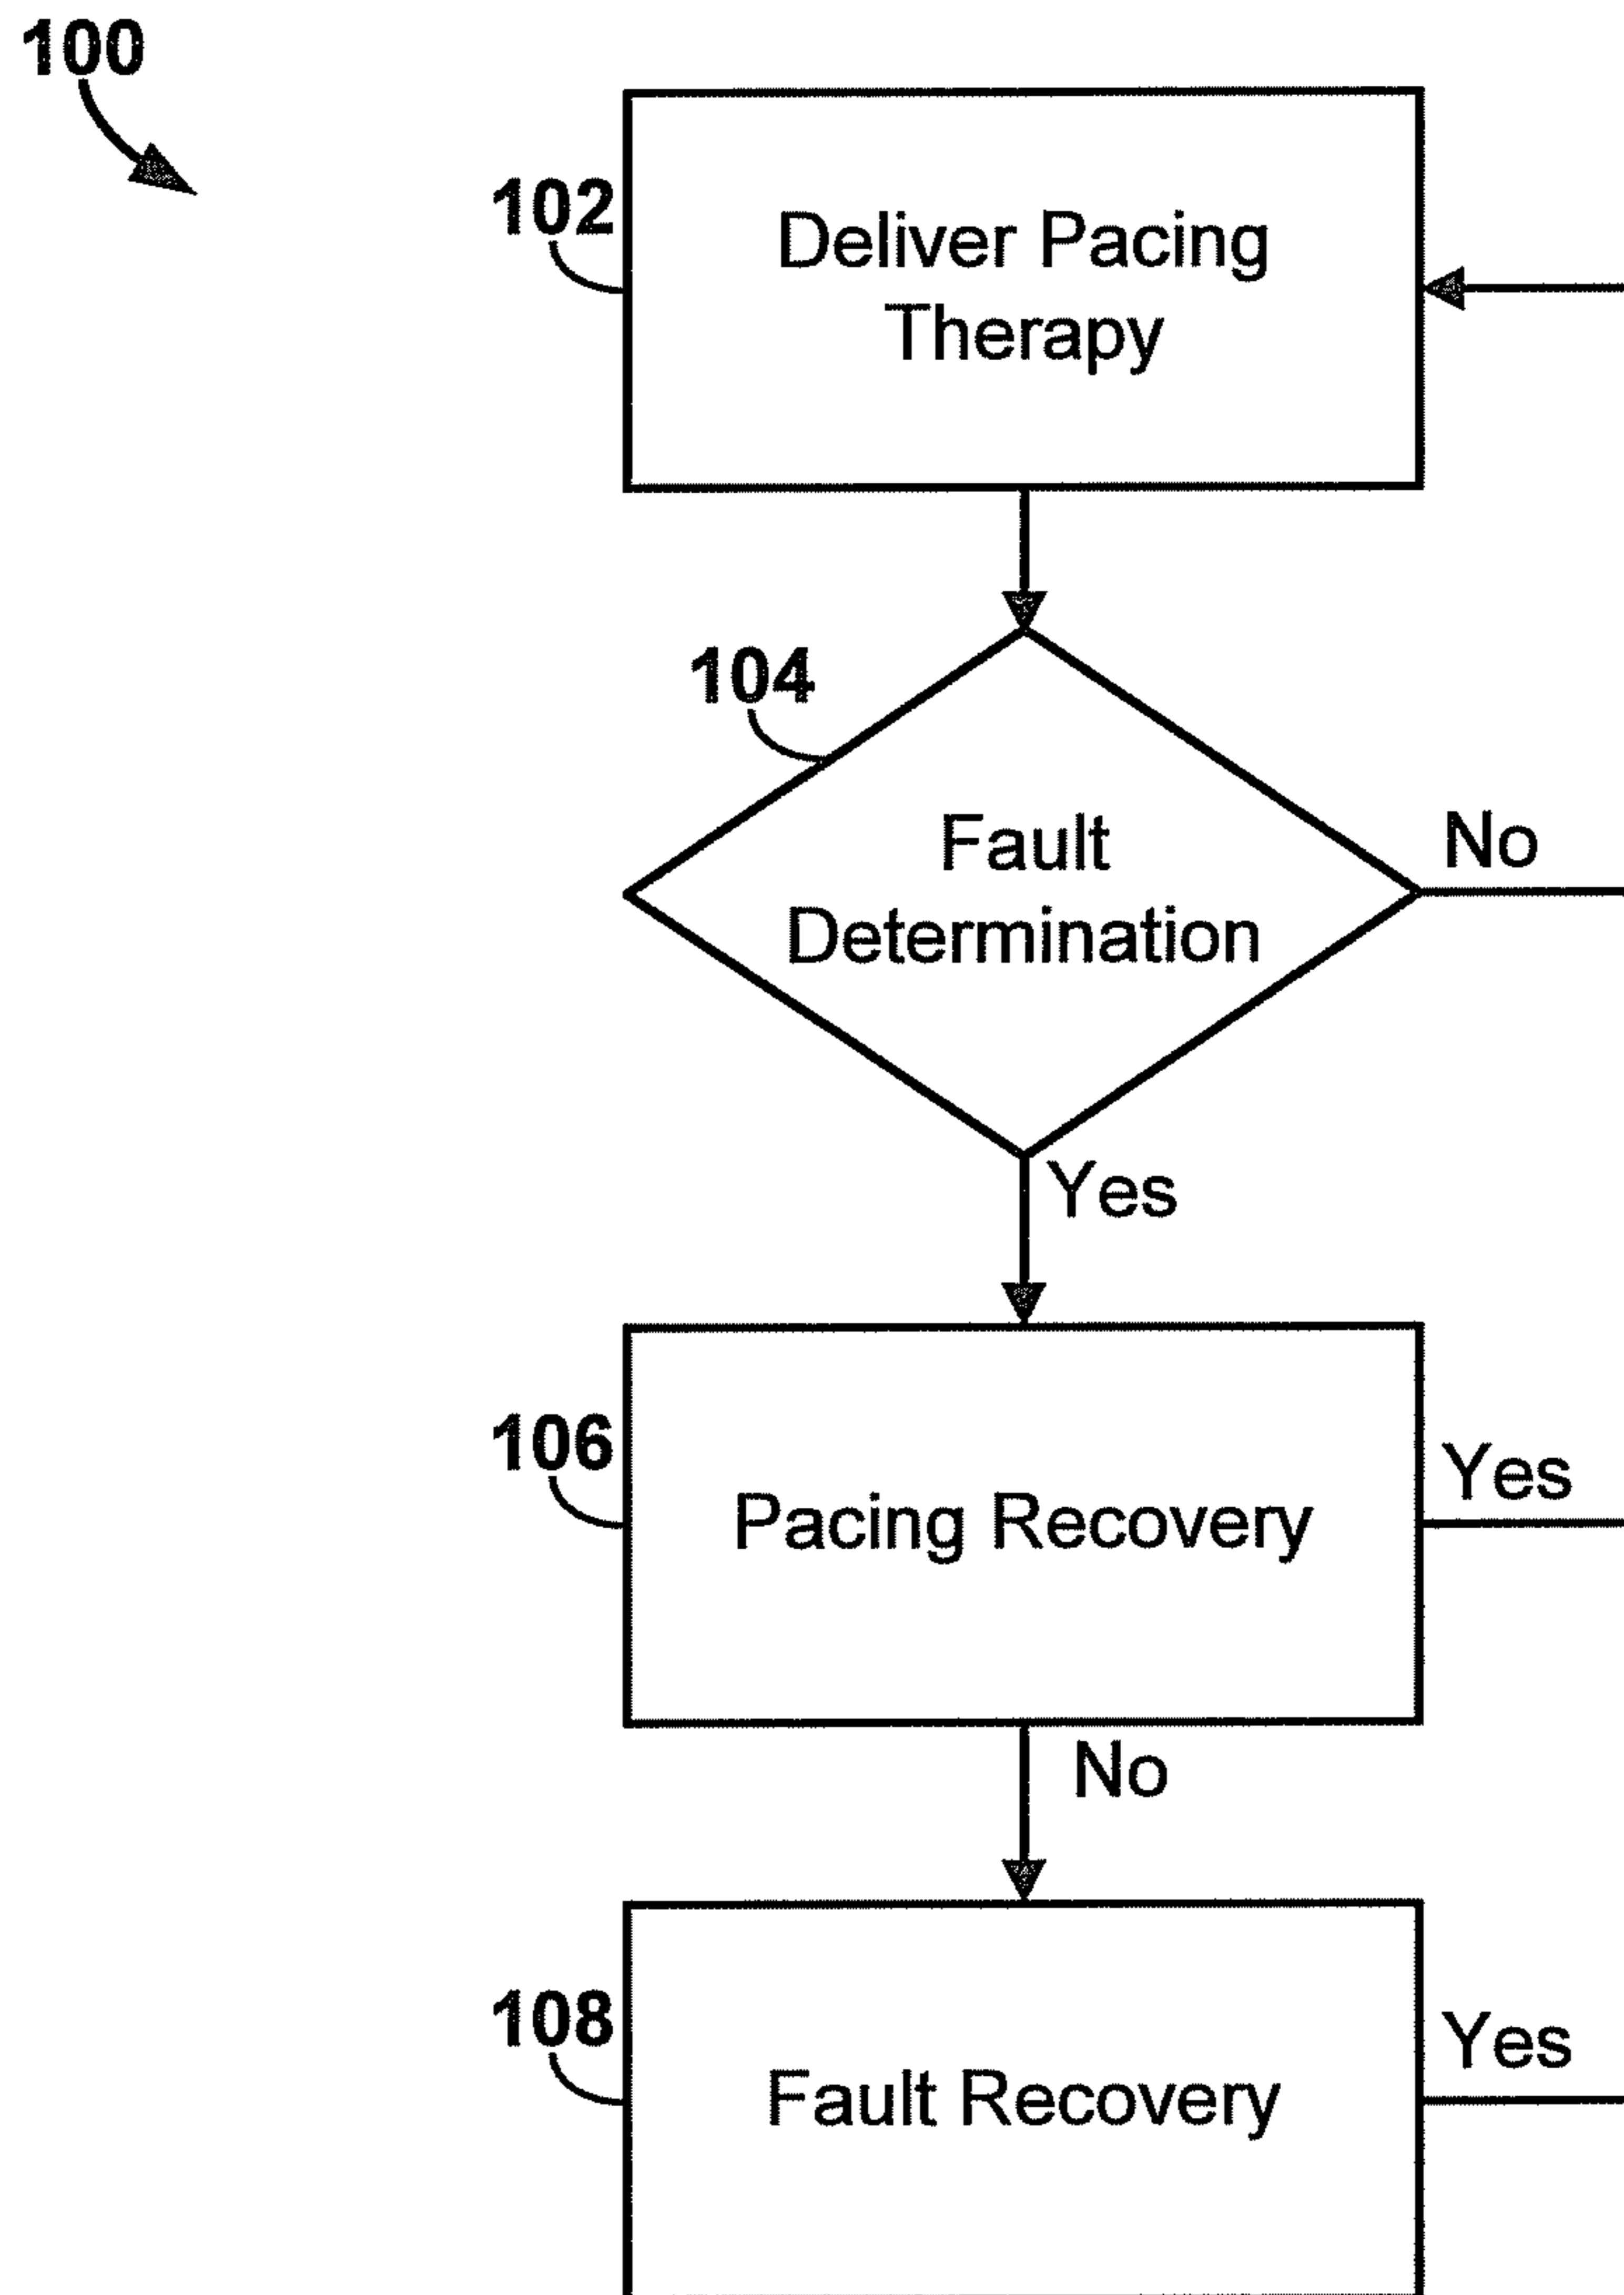 100
102
Deliver Pacing
Therapy
104
Fault
Determination
No
Yes
106
Pacing Recovery
Yes
No
108
Fault Recovery
Yes